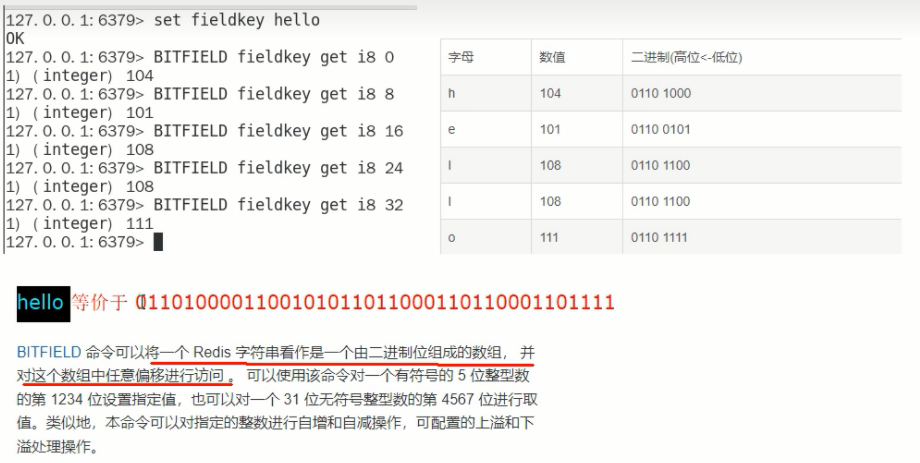 127.0.0.1:6379> set fieldkey hello
OK
127.0.0.1:6379> BITFIELD fieldkey get i8 0
1) (integer) 104
127.0.0.1:6379> BITFIELD fieldkey get i8 8
1) (integer) 101
127.0.0.1:6379> BITFIELD fieldkey get i8 16
1) (integer) 108
127.0.0.1:6379> BITFIELD fieldkey get i8 24
1) (integer) 108
127.0.0.1:6379> BITFIELD fieldkey get i8 32
1) (integer) 111
127.0.0.1:6379>
字母 数值 二进制(高位<-低位)
h 104 0110 1000
e 101 0110 0101
l 108 0110 1100
l 108 0110 1100
o 111 0110 1111
hello 等价于 0110100001100101011011000110110001101111
BITFIELD 命令可以将一个 Redis 字符串看作是一个由二进制位组成的数组， 并
对这个数组中任意偏移进行访问 。 可以使用该命令对一个有符号的 5 位整型数
的第 1234 位设置指定值，也可以对一个 31 位无符号整型数的第 4567 位进行取
值。类似地，本命令可以对指定的整数进行自增和自减操作，可配置的上溢和下
溢处理操作。